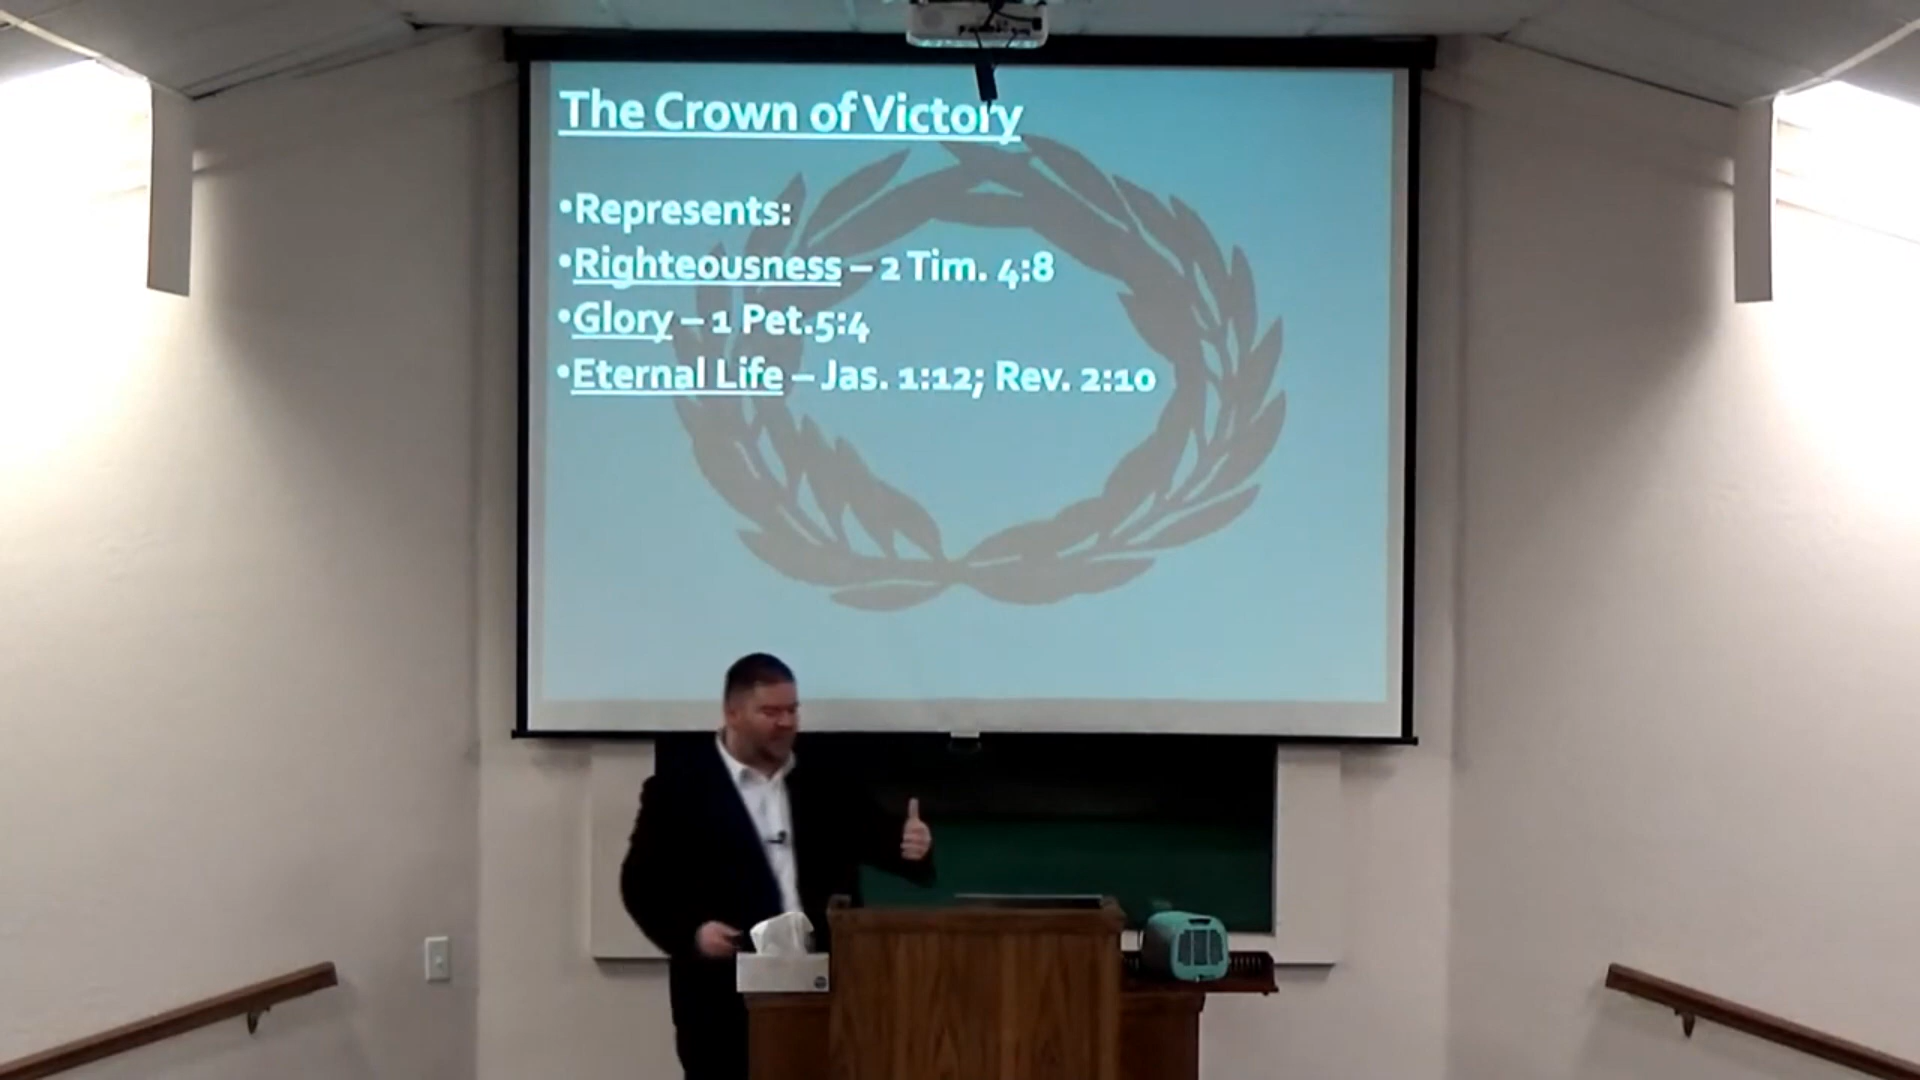 The Crown of Victory
•Represents:
•Righteousness – 2 Tim. 4:8
•Glory – 1 Pet.5:4
•Eternal Life – Jas. 1:12; Rev. 2:10